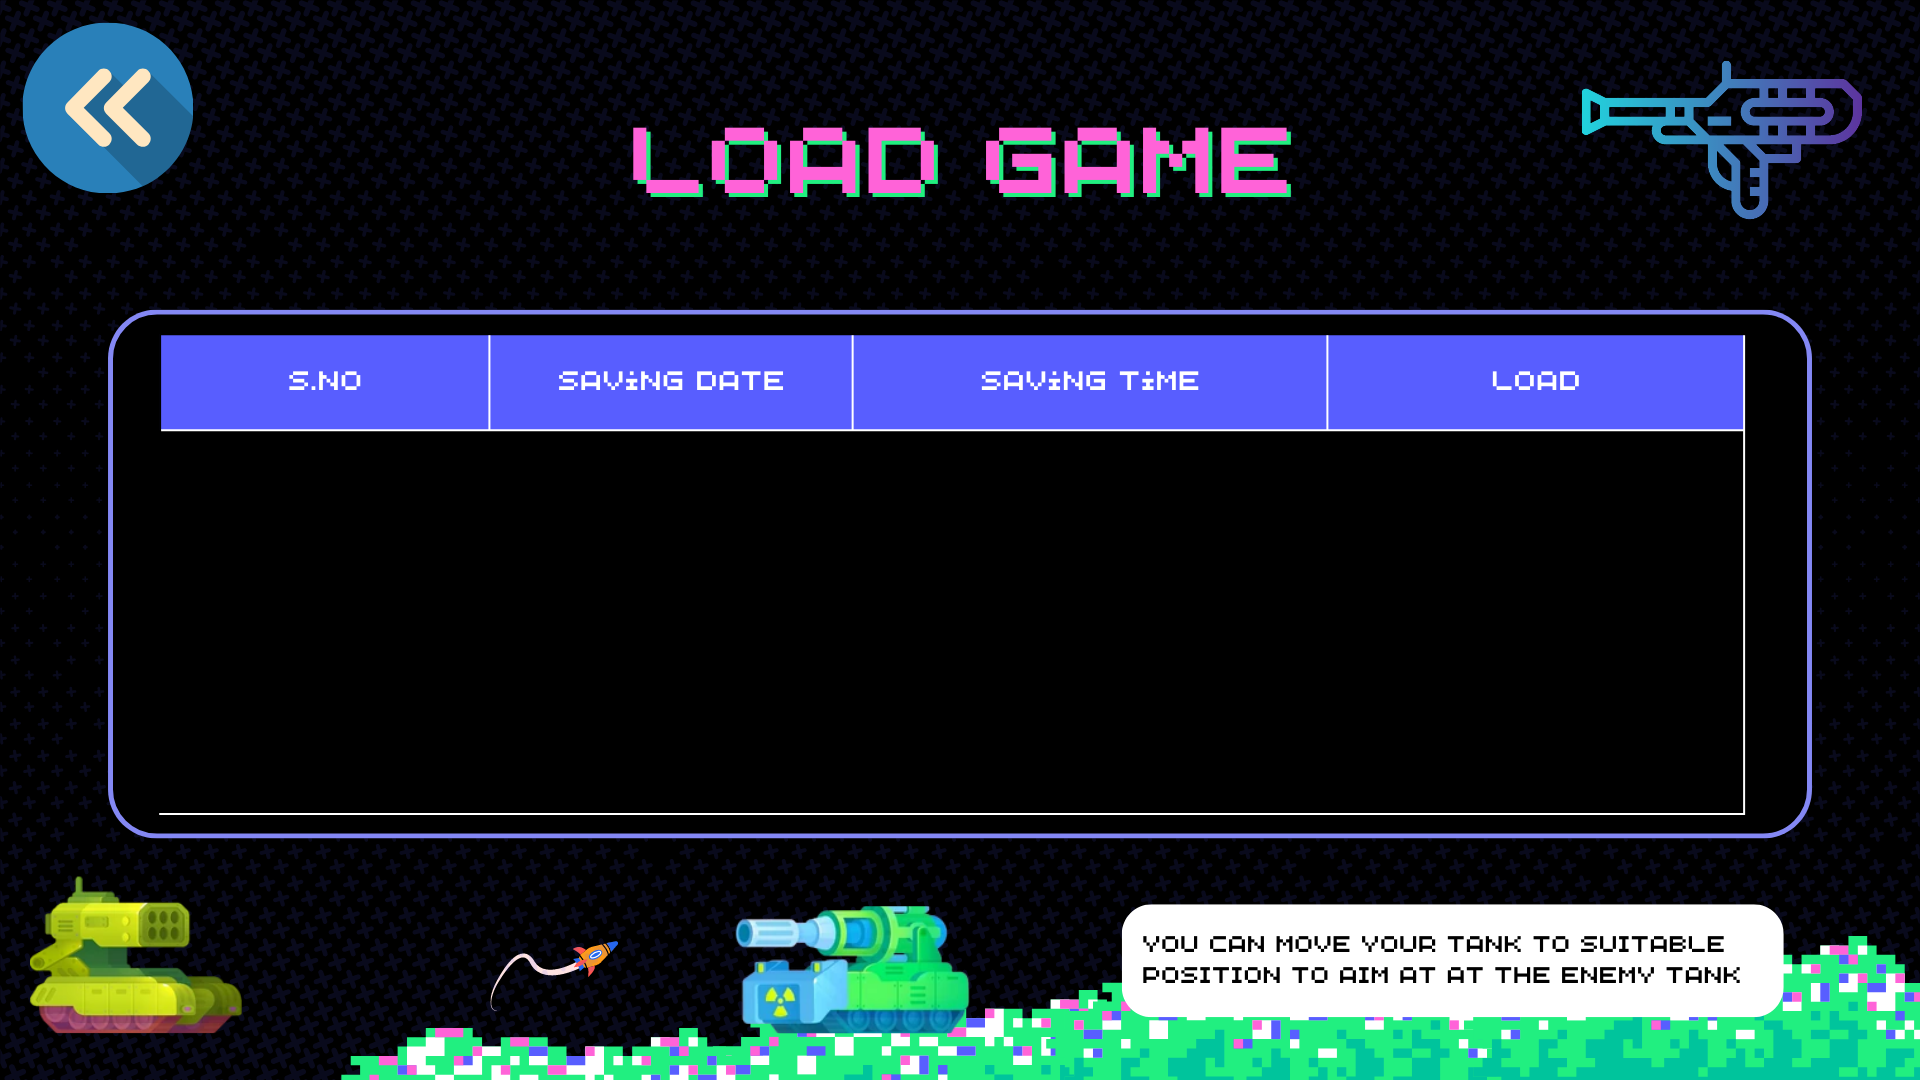 LOAD GAME
S.NO SAViNG DATE SAViNG TiME LOAD
YOU CAN MOVE YOUR TANK TO SUITABLE
POSITION TO AIM AT AT THE ENEMY TANK